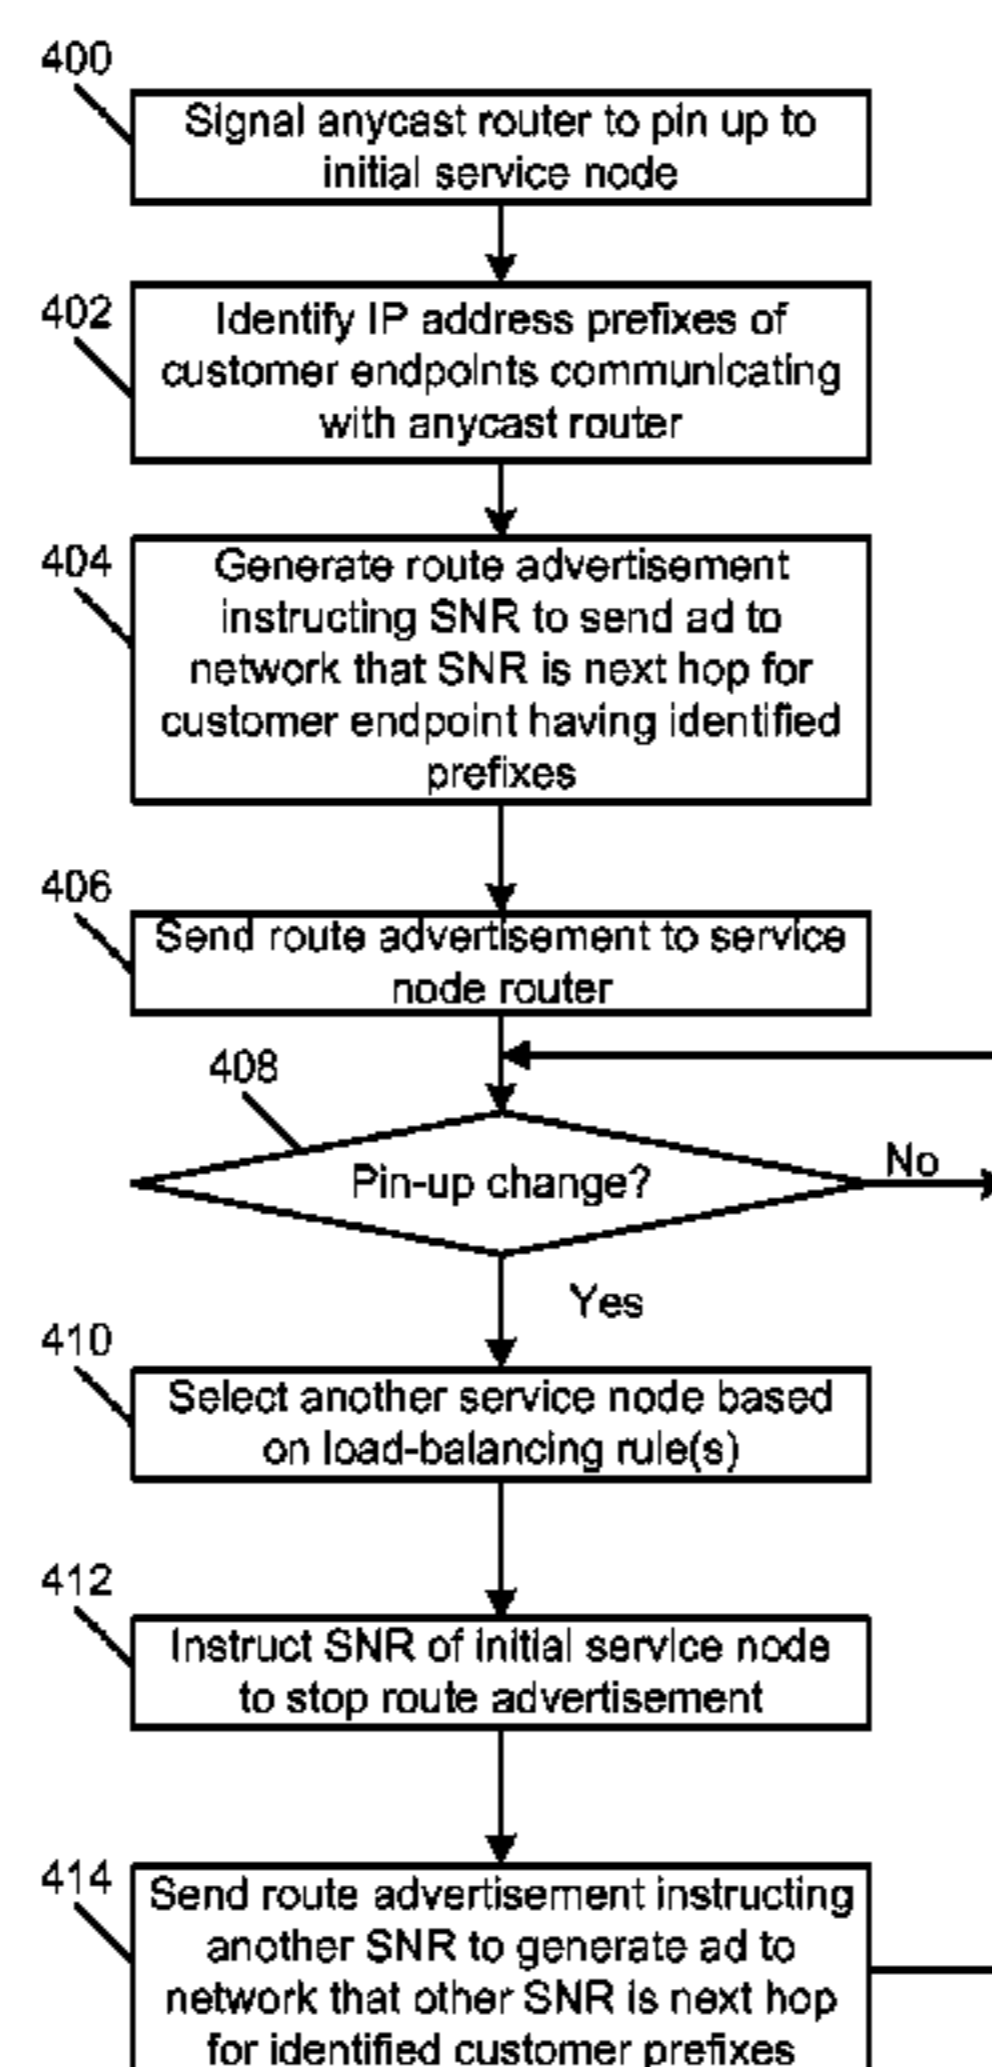 400
Signal anycast router to pin up to
initial service node
402
Identify IP address prefixes of
customer endpoints communicating
with anycast router
404
Generate route advertisement
instructing SNR to send ad to
network that SNR is next hop for
customer endpoint having identified
prefixes
406
Send route advertisement to service
node router
408
Pin-up change?
No
Yes
410
Select another service node based
on load-balancing rule(s)
412
Instruct SNR of initial service node
to stop route advertisement
414
Send route advertisement instructing
another SNR to generate ad to
network that other SNR is next hop
for identified customer prefixes